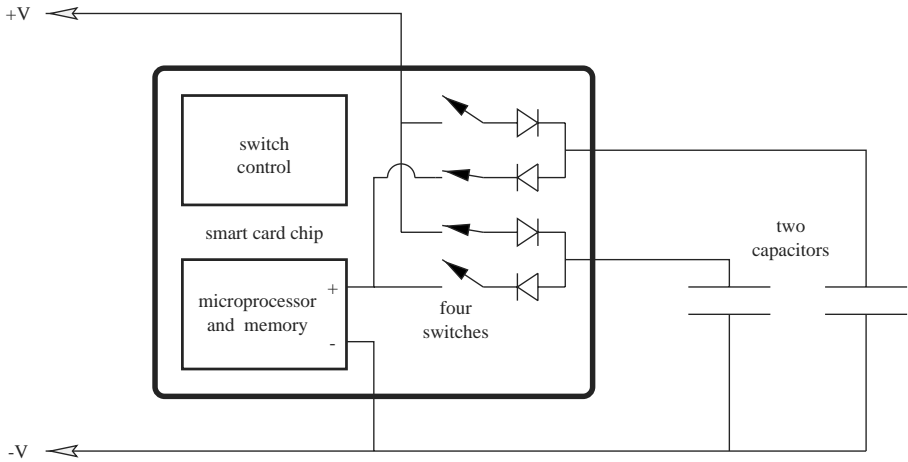 +V
switch
control
smart card chip
two
capacitors
microprocessor
and memory
+
-
four
switches
-V